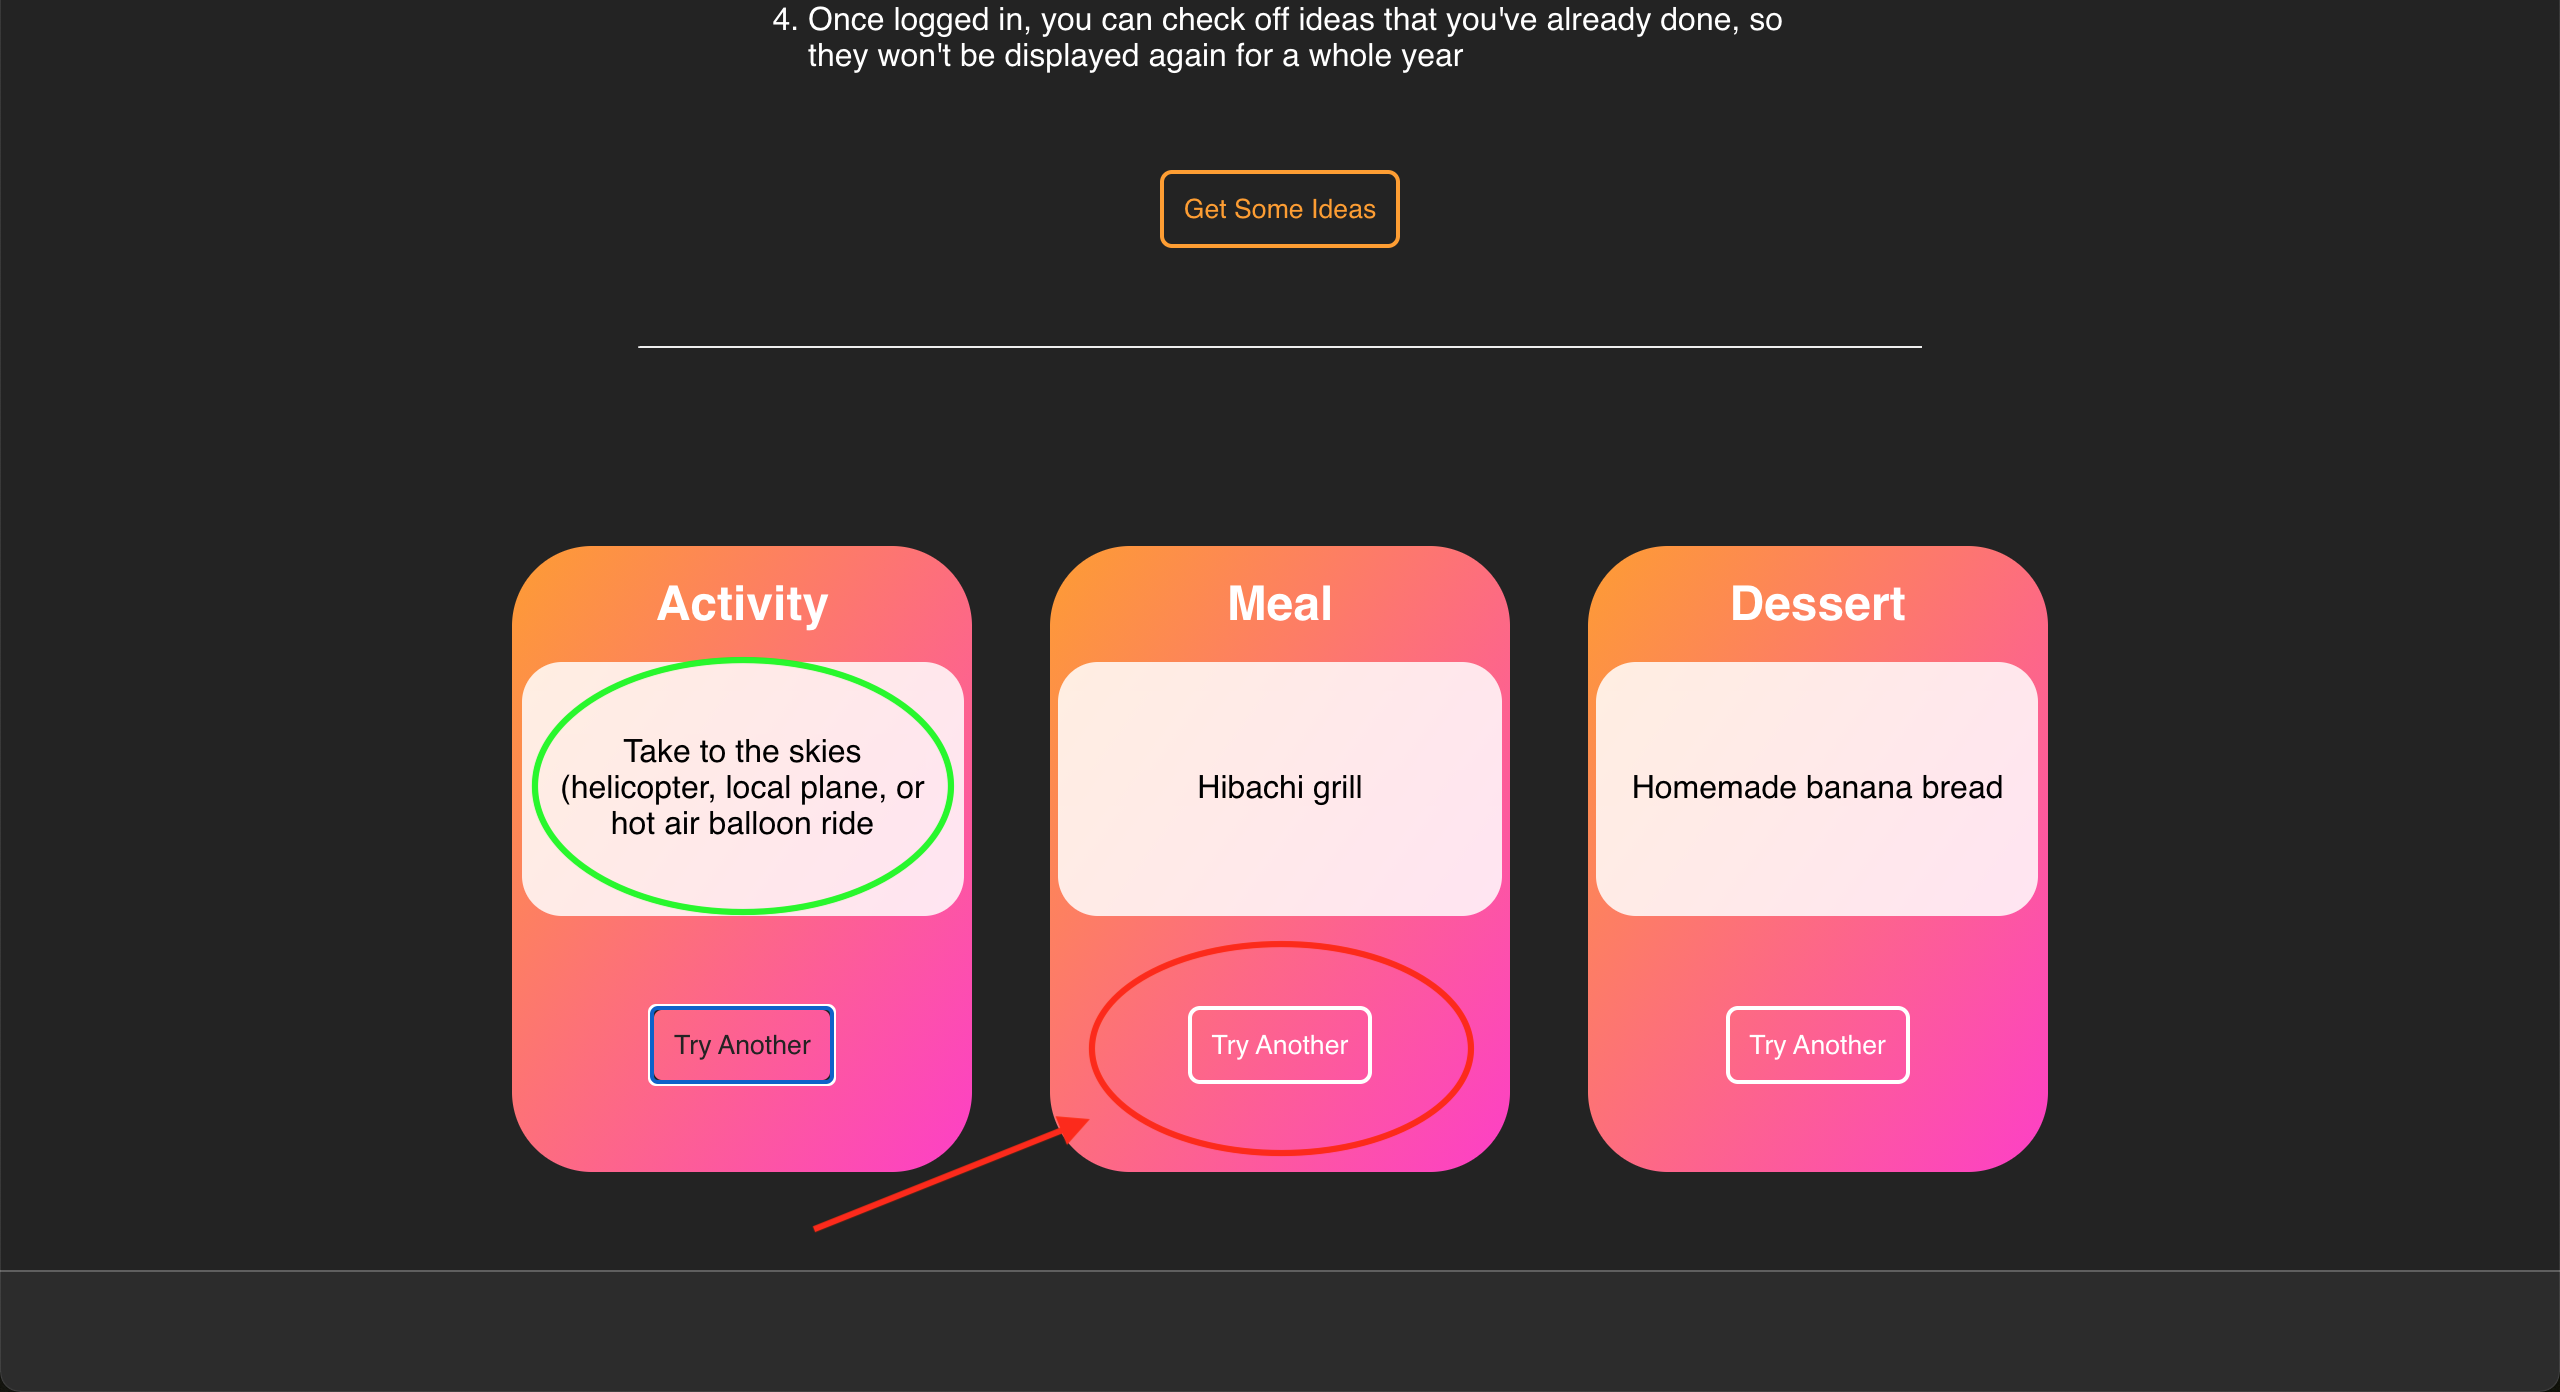 4. Once logged in, you can check off ideas that you've already done, so
they won't be displayed again for a whole year
Get Some Ideas
Activity
Take to the skies
(helicopter, local plane, or
hot air balloon ride
Try Another
Meal
Hibachi grill
Try Another
Dessert
Homemade banana bread
Try Another